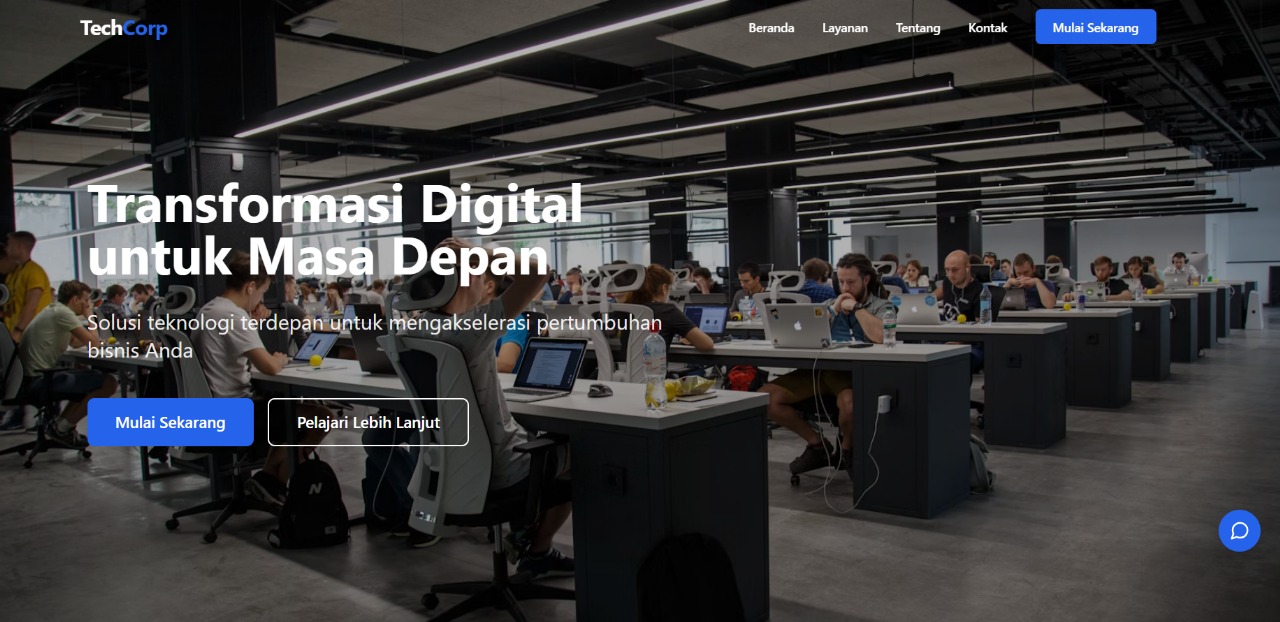 TechCorp
Beranda
Layanan
Tentang
Kontak
Mulai Sekarang
Transformasi Digital
untuk Masa Depan
Solusi teknologi terdepan untuk mengakselerasi pertumbuhan
bisnis Anda
Mulai Sekarang
Pelajari Lebih Lanjut